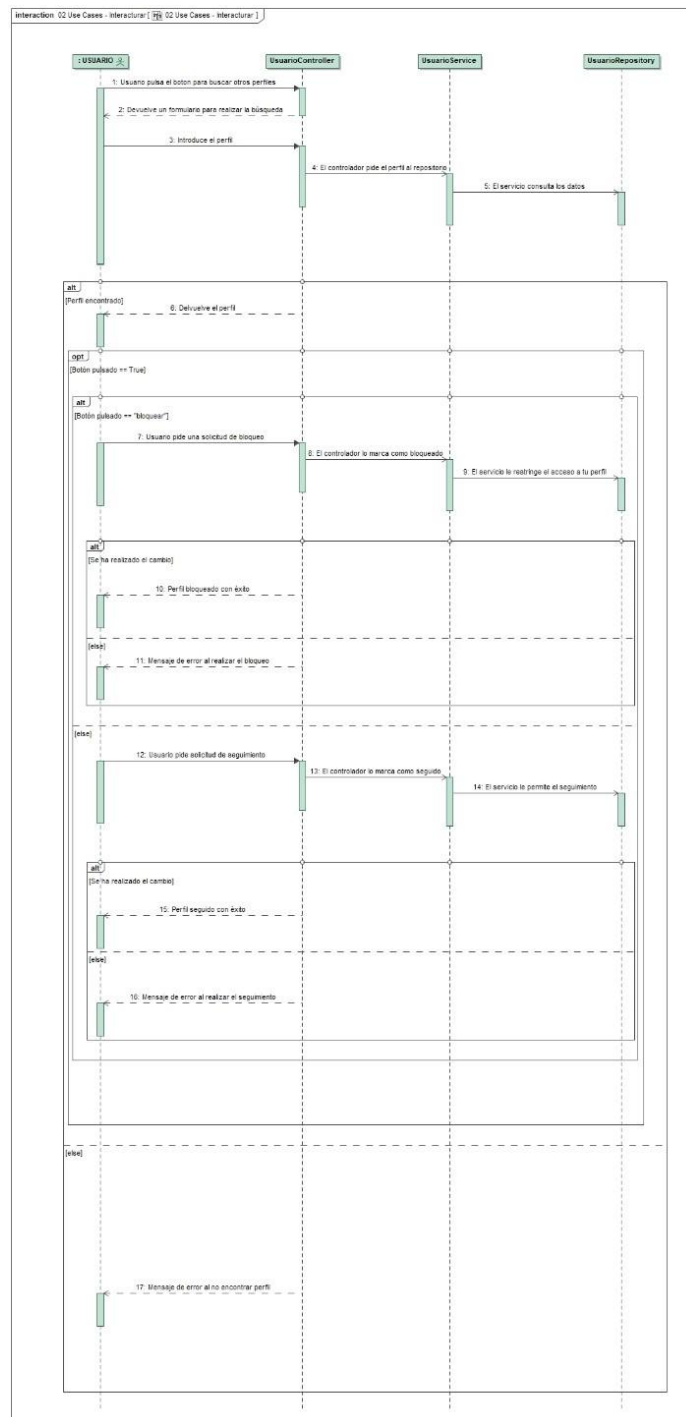 interaction 02 Use Cases - Interacturar [ 02 Use Cases - Interacturar ]
: USUARIO
UsuarioController
UsuarioService
UsuarioRepository
1: Usuario pulsa el boton para buscar otros perfiles
2: Devuelve un formulario para realizar la búsqueda
3: Introduce el perfil
4: El controlador pide el perfil al repositorio
5: El servicio consulta los datos
alt
[Perfil encontrado]
6: Delvuelve el perfil
opt
[Botón pulsado == True]
alt
[Botón pulsado == "bloquear"]
7: Usuario pide una solicitud de bloqueo
8: El controlador lo marca como bloqueado
9: El servicio le restringe el acceso a tu perfil
alt
[Se ha realizado el cambio]
10: Perfil bloqueado con éxito
[else]
11: Mensaje de error al realizar el bloqueo
[else]
12: Usuario pide solicitud de seguimiento
13: El controlador lo marca como seguido
14: El servicio le permite el seguimiento
alt
[Se ha realizado el cambio]
15: Perfil seguido con éxito
[else]
16: Mensaje de error al realizar el seguimiento
[else]
17: Mensaje de error al no encontrar perfil